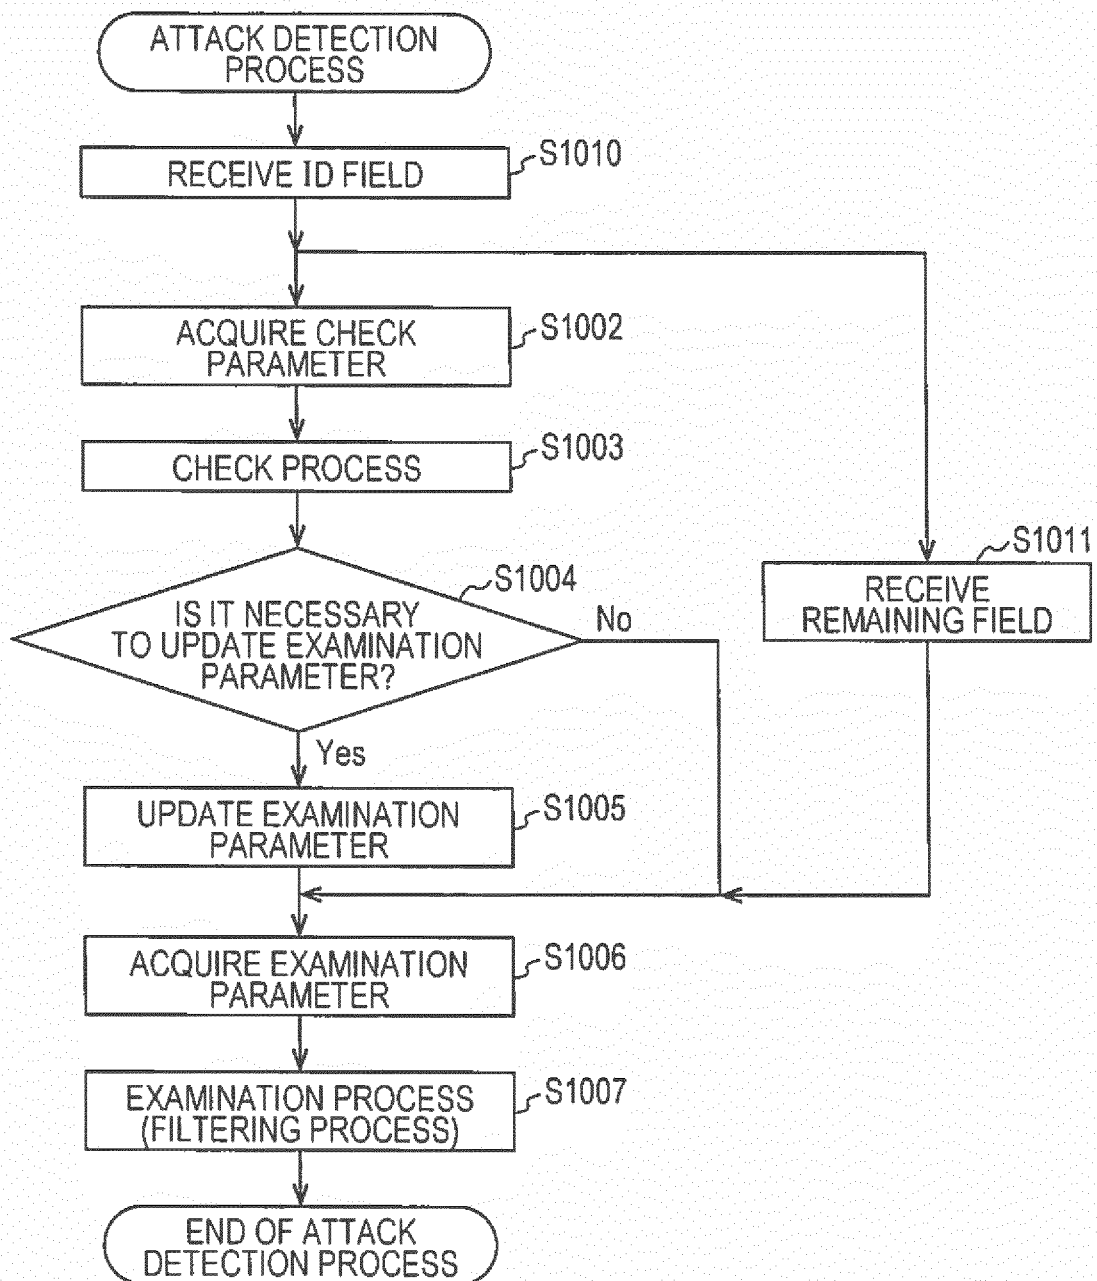 ATTACK DETECTION
PROCESS
RECEIVE ID FIELD
S1010
ACQUIRE CHECK
PARAMETER
S1002
CHECK PROCESS
S1003
IS IT NECESSARY
TO UPDATE EXAMINATION
PARAMETER?
S1004
No
Yes
S1011
RECEIVE
REMAINING FIELD
UPDATE EXAMINATION
PARAMETER
S1005
ACQUIRE EXAMINATION
PARAMETER
S1006
EXAMINATION PROCESS
(FILTERING PROCESS)
S1007
END OF ATTACK
DETECTION PROCESS